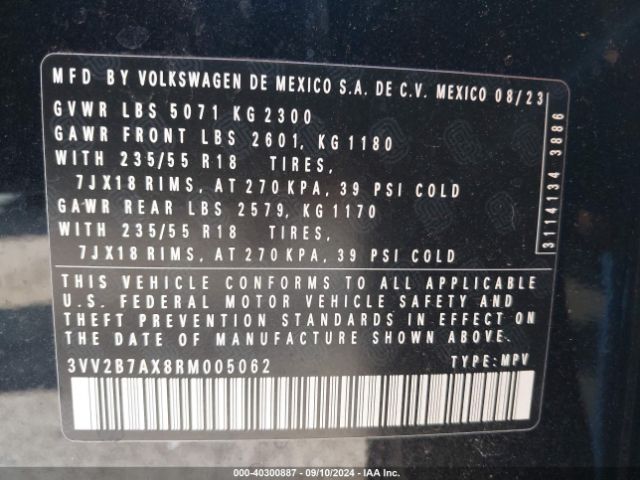 MFD BY VOLKSWAGEN DE MEXICO S.A. DE C.V. MEXICO 08/23
GVWR LBS 5071 KG 2300
GAWR FRONT LBS 2601, KG 1180
WITH 235/55 R18 TIRES,
7JX18 RIMS, AT 270 KPA, 39 PSI COLD
GAWR REAR LBS 2579, KG 1170
WITH 235/55 R18 TIRES,
7JX18 RIMS, AT 270 KPA, 39 PSI COLD
3114134 3886
THIS VEHICLE CONFORMS TO ALL APPLICABLE
U.S. FEDERAL MOTOR VEHICLE SAFETY AND
THEFT PREVENTION STANDARDS IN EFFECT ON
THE DATE OF MANUFACTURE SHOWN ABOVE.
3VV2B7AX8RM005062 TYPE: MPV
000-40300887 - 09/10/2024 - IAA Inc.